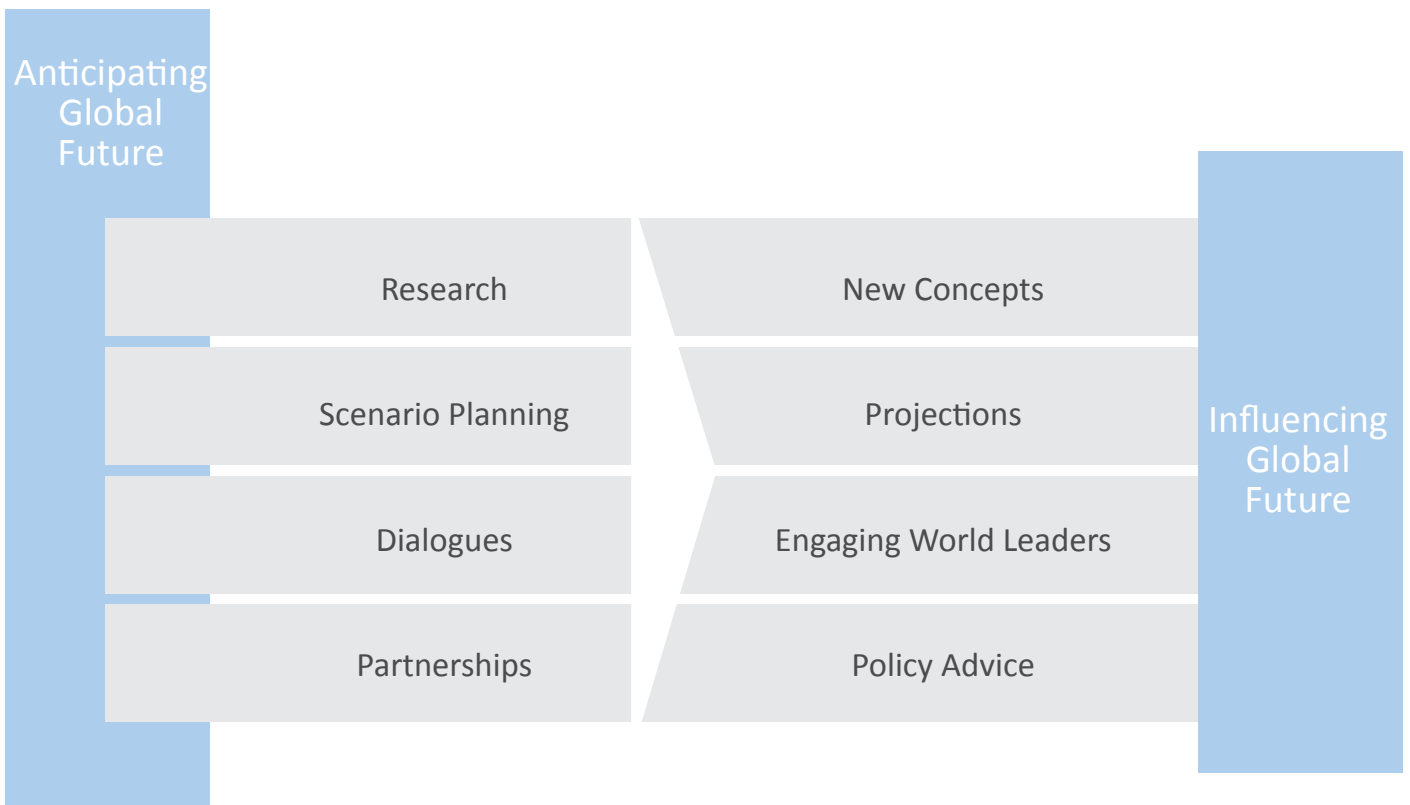 Anticipating
Global
Future
Research
New Concepts
Scenario Planning
Projections
Influencing
Global
Future
Dialogues
Engaging World Leaders
Partnerships
Policy Advice